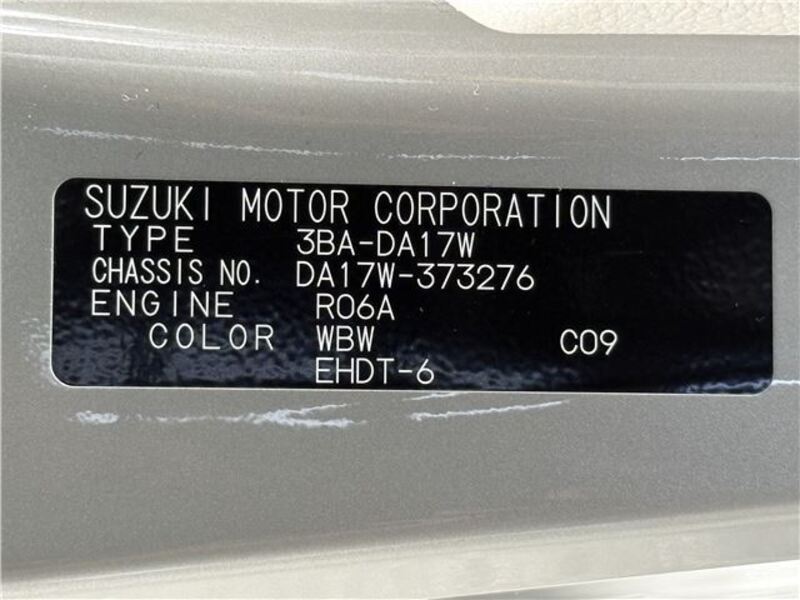 SUZUKI MOTOR CORPORATION
TYPE 3BA-DA17W
CHASSIS NO. DA17W-373276
ENGINE R06A
COLOR WBW C09
EHDT-6